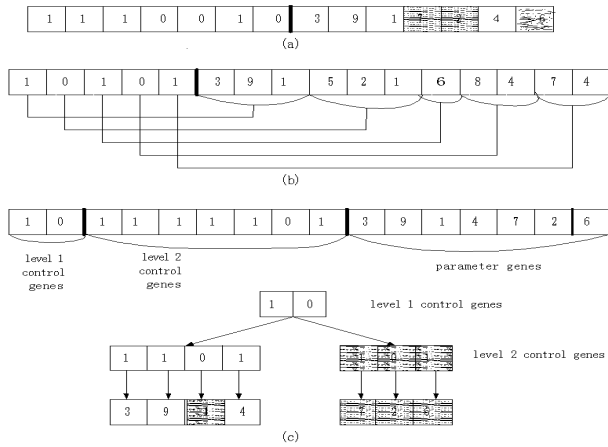 1 1 1 0 0 1 0 3 9 1 2 4 6
(a)
1 0 1 0 1 3 9 1 5 2 1 6 8 4 7 4
(b)
1 0 1 1 1 1 1 0 1 3 9 1 4 7 2 6
level 1
control
genes
level 2
control
genes
parameter genes
1 0
level 1 control genes
1 1 0 1
level 2 control genes
3 9 4
(c)